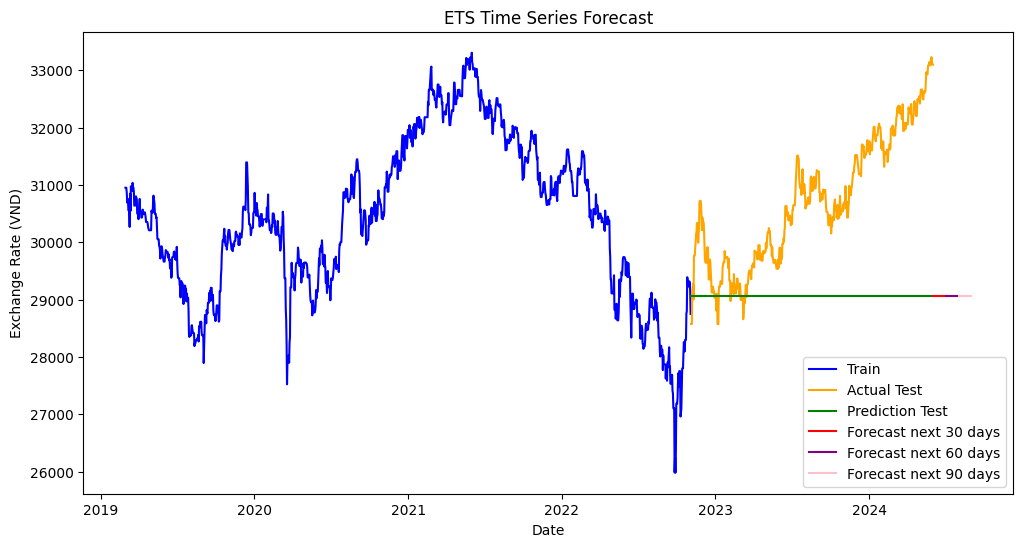 ETS Time Series Forecast
Exchange Rate (VND)
33000
32000
31000
30000
29000
28000
27000
26000
2019 2020 2021 2022 2023 2024
Date
Train
Actual Test
Prediction Test
Forecast next 30 days
Forecast next 60 days
Forecast next 90 days